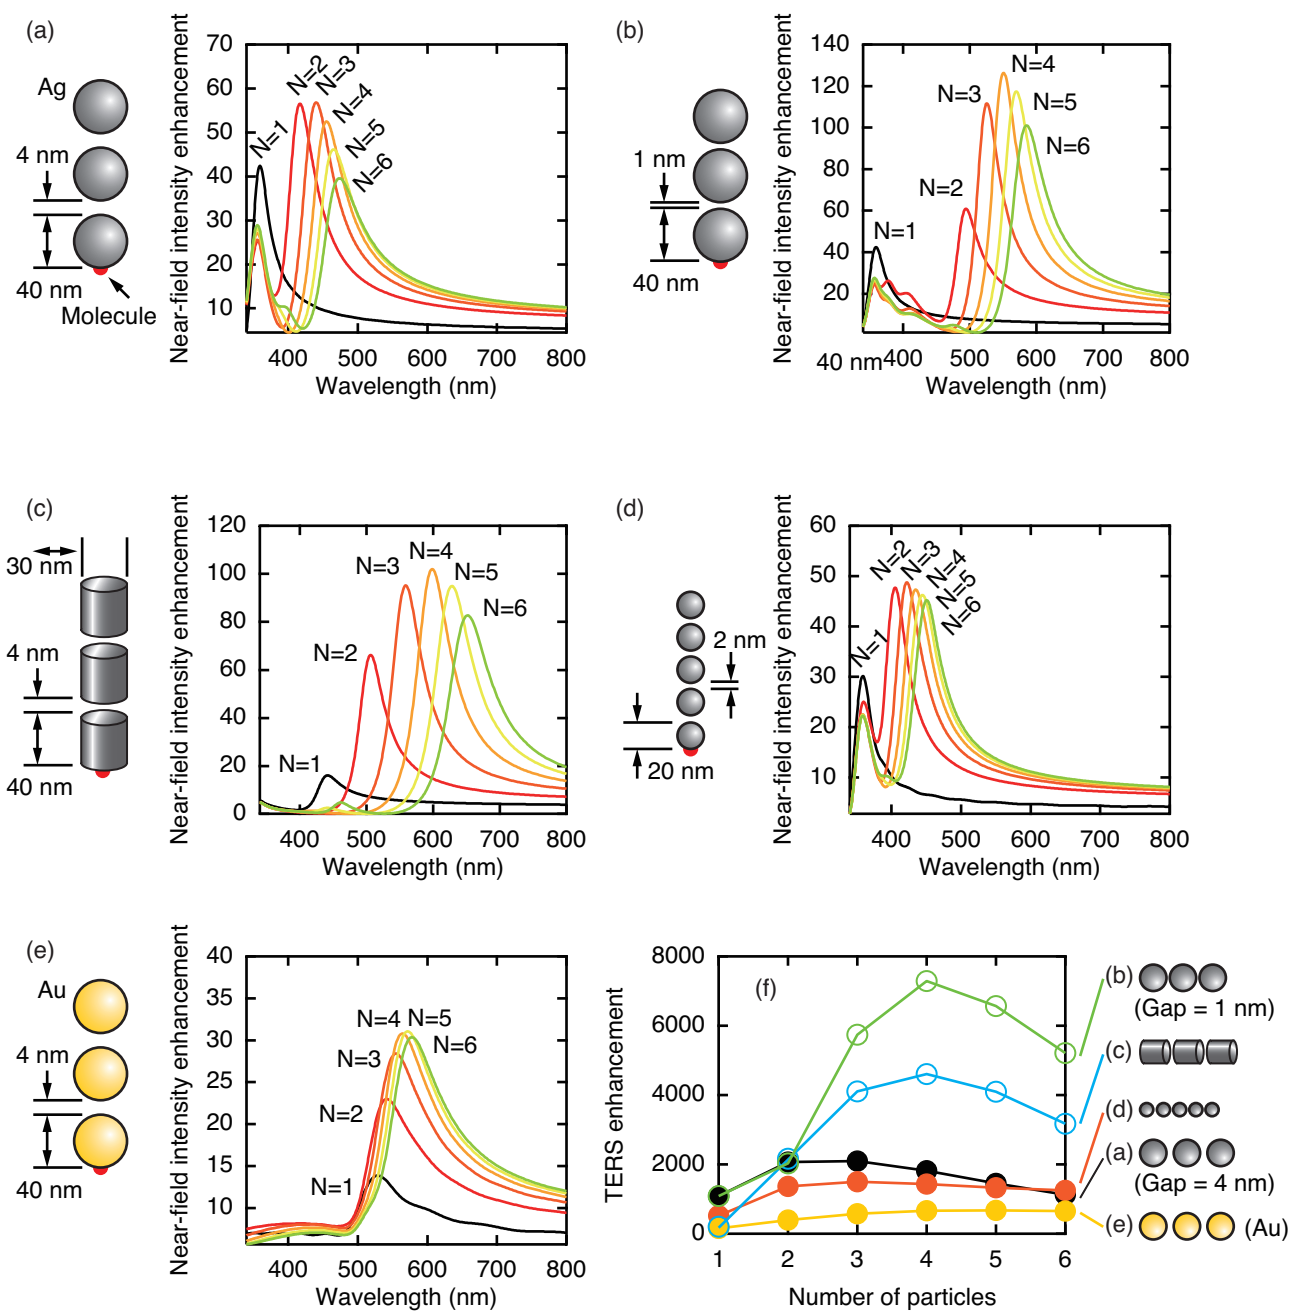 (a)
Ag
4 nm
40 nm
Molecule
Near-field intensity enhancement
70
60
50
40
30
20
10
N=1
N=2
N=3
N=4
N=5
N=6
400 500 600 700 800
Wavelength (nm)
(b)
1 nm
40 nm
Near-field intensity enhancement
140
120
100
80
60
40
20
N=1
N=2
N=3
N=4
N=5
N=6
40 nm
400 500 600 700 800
Wavelength (nm)
(c)
30 nm
4 nm
40 nm
Near-field intensity enhancement
120
100
80
60
40
20
0
N=1
N=2
N=3
N=4
N=5
N=6
400 500 600 700 800
Wavelength (nm)
(d)
2 nm
20 nm
Near-field intensity enhancement
60
50
40
30
20
10
N=1
N=2
N=3
N=4
N=5
N=6
400 500 600 700 800
Wavelength (nm)
(e)
Au
4 nm
40 nm
Near-field intensity enhancement
40
35
30
25
20
15
10
N=1
N=2
N=3
N=4
N=5
N=6
400 500 600 700 800
Wavelength (nm)
(f)
TERS enhancement
8000
6000
4000
2000
0
1 2 3 4 5 6
Number of particles
(b)
(Gap = 1 nm)
(c)
(d)
(a)
(Gap = 4 nm)
(e) (Au)